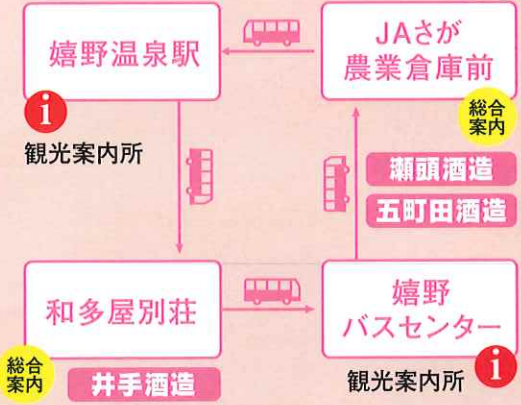 嬉野温泉駅
i
観光案内所
JAさが
農業倉庫前
総合
案内
瀬頭酒造
五町田酒造
和多屋別荘
総合
案内
井手酒造
嬉野
バスセンター
観光案内所
i